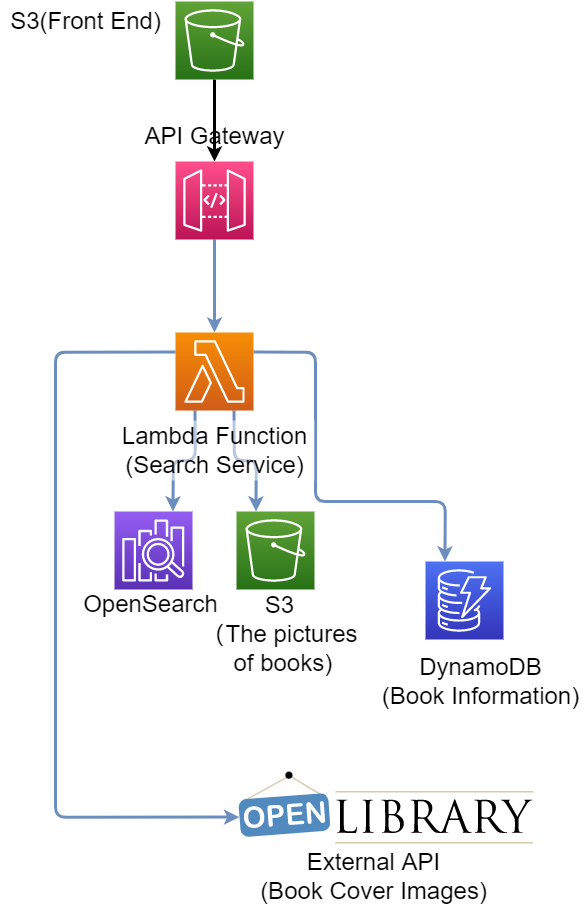 S3(Front End)
API Gateway
</>
Lambda Function
(Search Service)
OpenSearch
S3
(The pictures
of books)
DynamoDB
(Book Information)
OPEN LIBRARY
External API
(Book Cover Images)